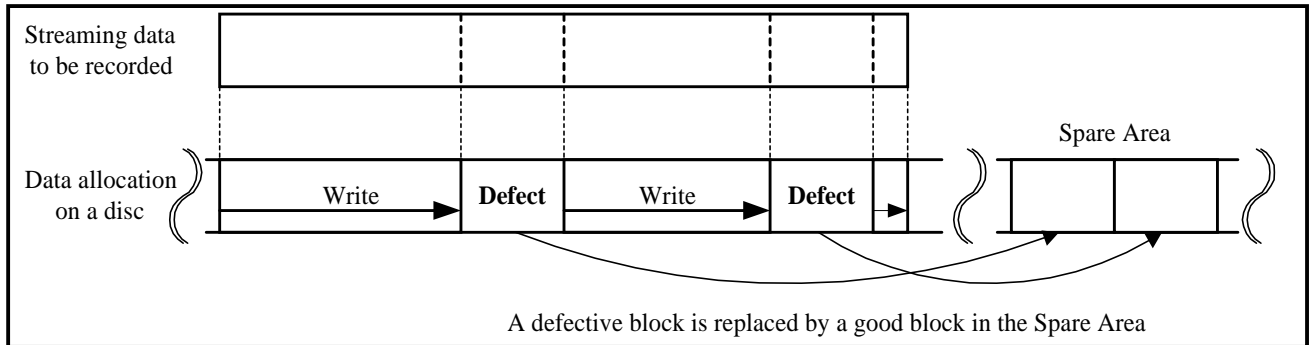 Streaming data
to be recorded
Spare Area
Data allocation
on a disc
Write
Defect
Write
Defect
A defective block is replaced by a good block in the Spare Area